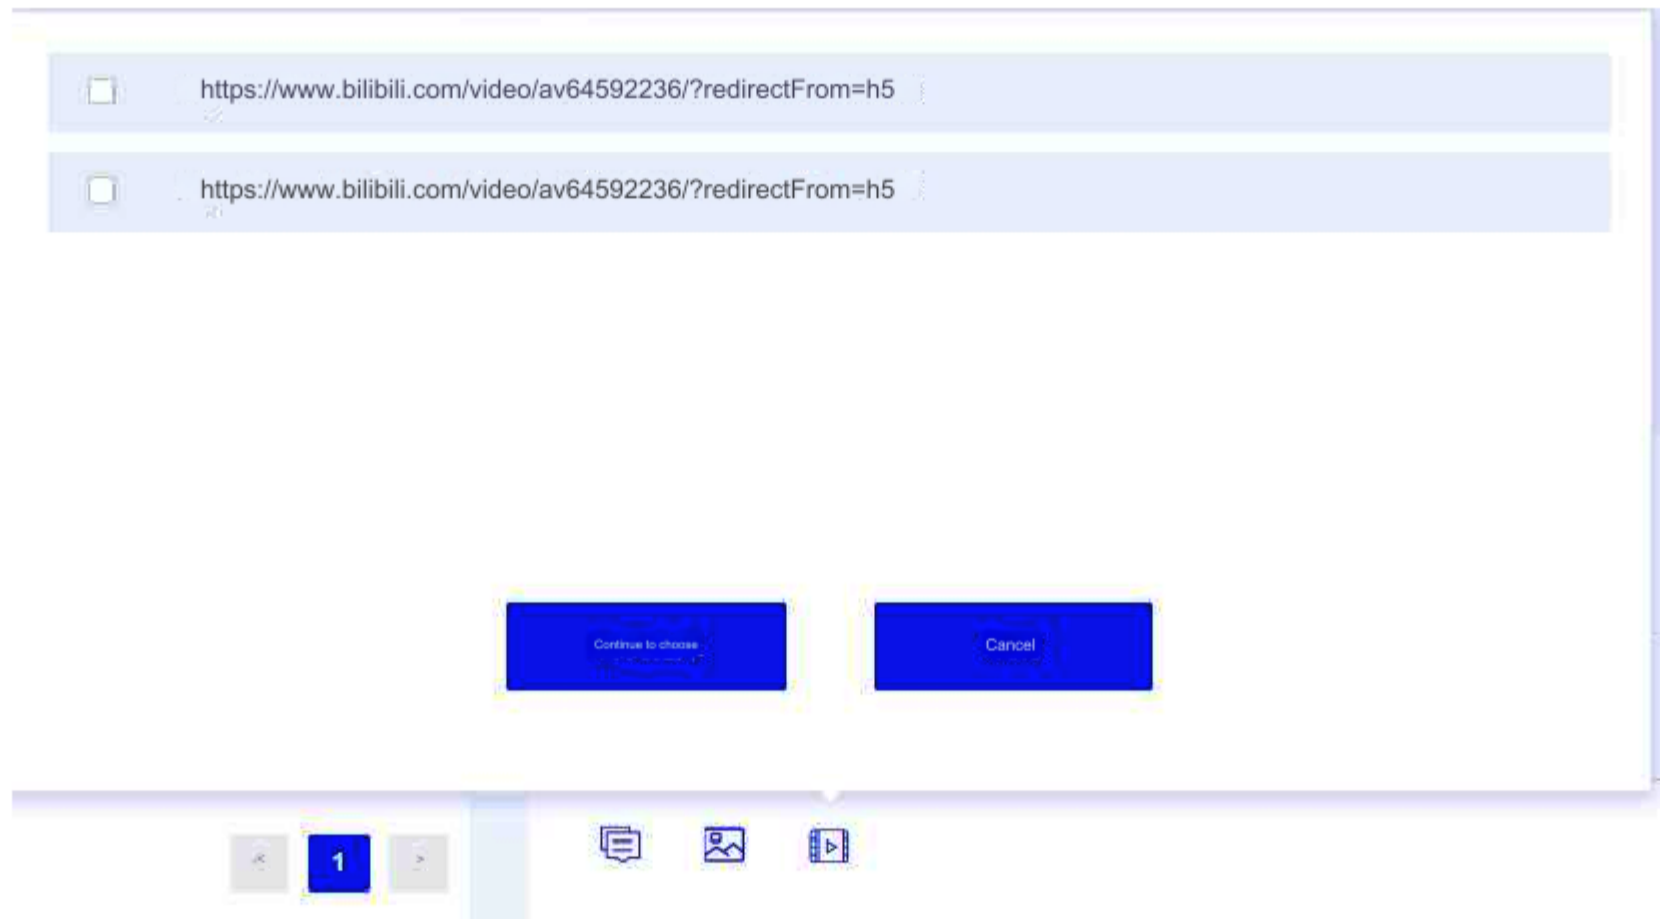 https://www.bilibili.com/video/av64592236/?redirectFrom=h5
https://www.bilibili.com/video/av64592236/?redirectFrom=h5
Continue to choose
Cancel
< 1 >